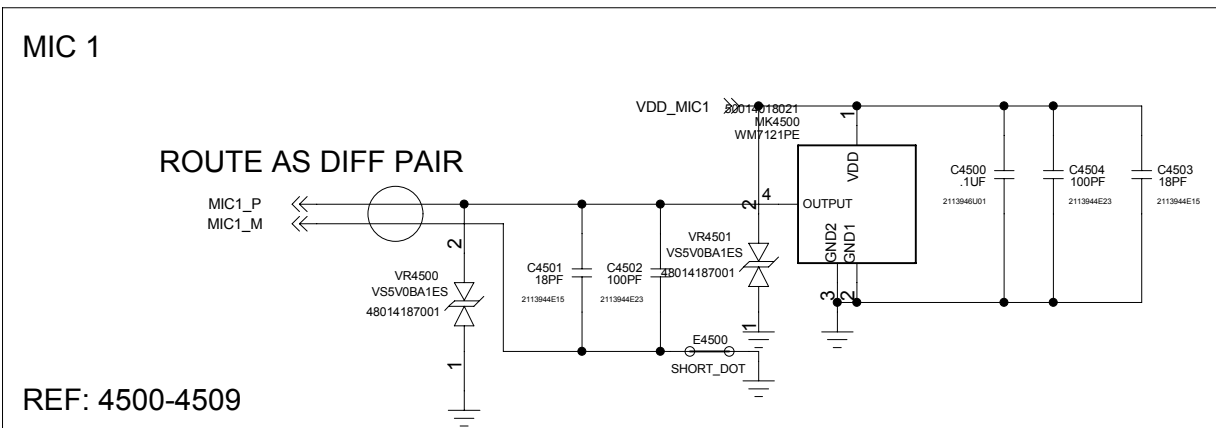 MIC 1
VDD_MIC1
50014018021
MK4500
WM7121PE
1
VDD
C4500
.1UF
2113946U01
C4504
100PF
2113944E23
C4503
18PF
2113944E15
ROUTE AS DIFF PAIR
MIC1_P
MIC1_M
2
4
OUTPUT
GND2
GND1
3
2
2
VR4500
VS5V0BA1ES
48014187001
1
C4501
18PF
2113944E15
C4502
100PF
2113944E23
VR4501
VS5V0BA1ES
48014187001
1
E4500
SHORT_DOT
REF: 4500-4509